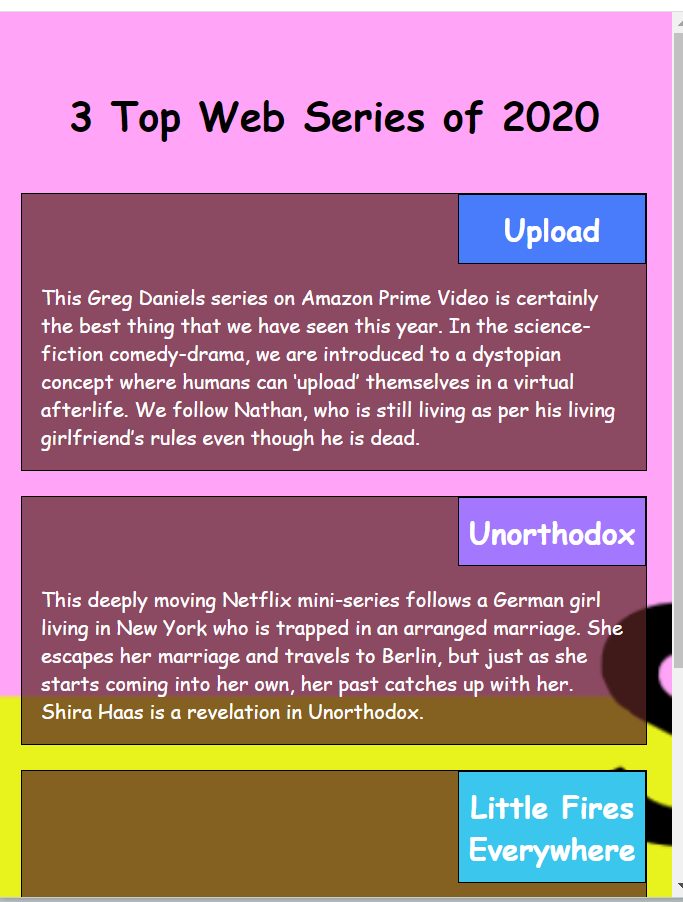 3 Top Web Series of 2020
Upload
This Greg Daniels series on Amazon Prime Video is certainly
the best thing that we have seen this year. In the science-
fiction comedy-drama, we are introduced to a dystopian
concept where humans can ‘upload’ themselves in a virtual
afterlife. We follow Nathan, who is still living as per his living
girlfriend’s rules even though he is dead.
Unorthodox
This deeply moving Netflix mini-series follows a German girl
living in New York who is trapped in an arranged marriage. She
escapes her marriage and travels to Berlin, but just as she
starts coming into her own, her past catches up with her.
Shira Haas is a revelation in Unorthodox.
Little Fires
Everywhere